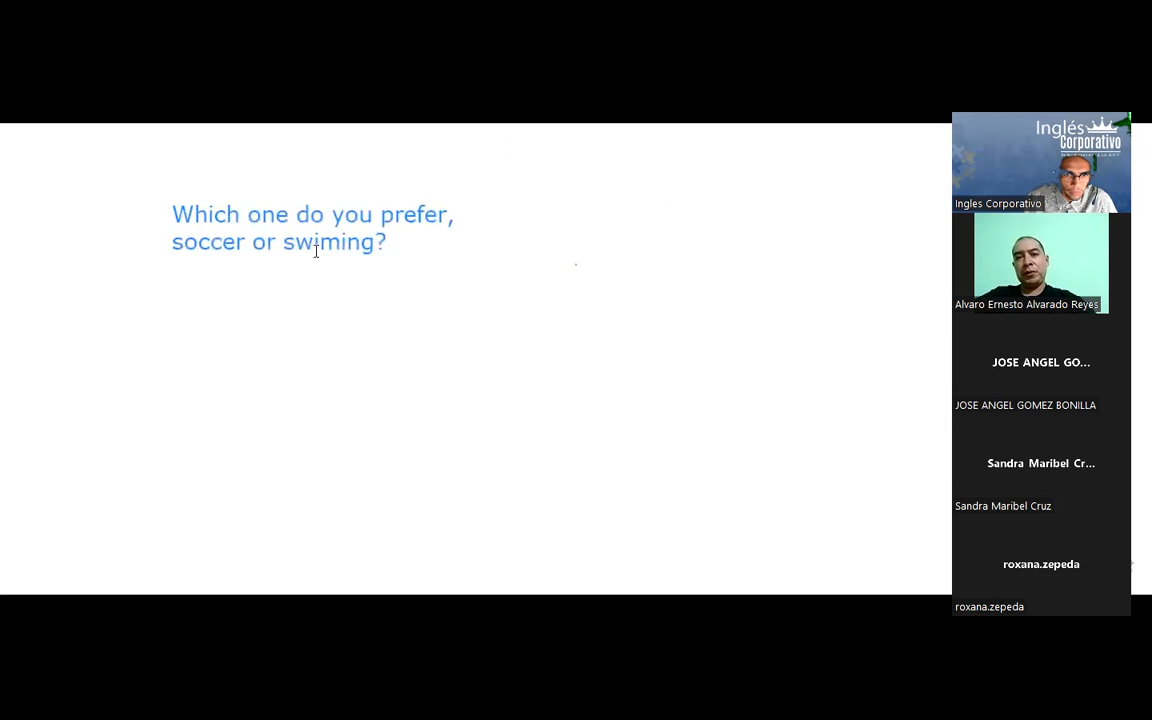 Which one do you prefer,
soccer or swiming?
Inglés
Corporativo
Ingles Corporativo
Alvaro Ernesto Alvarado Reyes
JOSE ANGEL GO...
JOSE ANGEL GOMEZ BONILLA
Sandra Maribel Cr...
Sandra Maribel Cruz
roxana.zepeda
roxana.zepeda